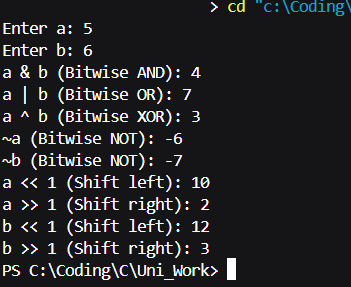 > cd "c:\Coding\
Enter a: 5
Enter b: 6
a & b (Bitwise AND): 4
a | b (Bitwise OR): 7
a ^ b (Bitwise XOR): 3
~a (Bitwise NOT): -6
~b (Bitwise NOT): -7
a << 1 (Shift left): 10
a >> 1 (Shift right): 2
b << 1 (Shift left): 12
b >> 1 (Shift right): 3
PS C:\Coding\C\Uni_Work>